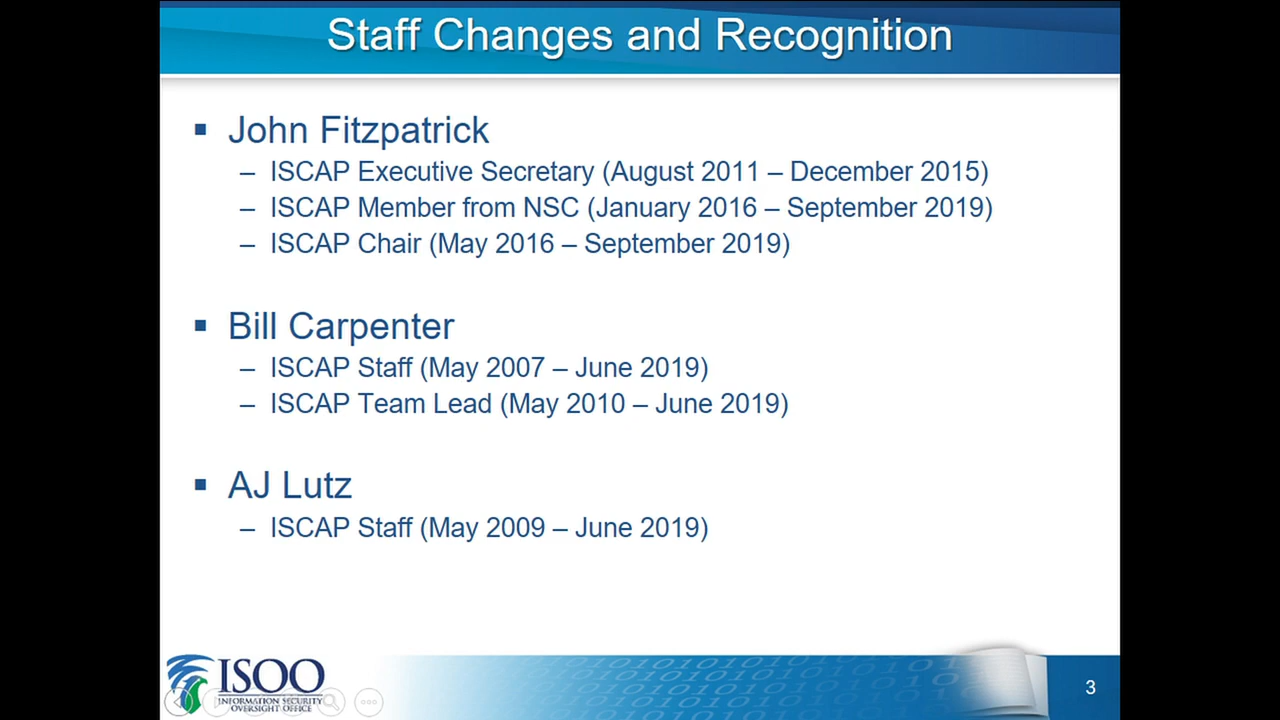 Staff Changes and Recognition
▪ John Fitzpatrick
– ISCAP Executive Secretary (August 2011 – December 2015)
– ISCAP Member from NSC (January 2016 – September 2019)
– ISCAP Chair (May 2016 – September 2019)
▪ Bill Carpenter
– ISCAP Staff (May 2007 – June 2019)
– ISCAP Team Lead (May 2010 – June 2019)
▪ AJ Lutz
– ISCAP Staff (May 2009 – June 2019)
ISOO
INFORMATION SECURITY
OVERSIGHT OFFICE
3